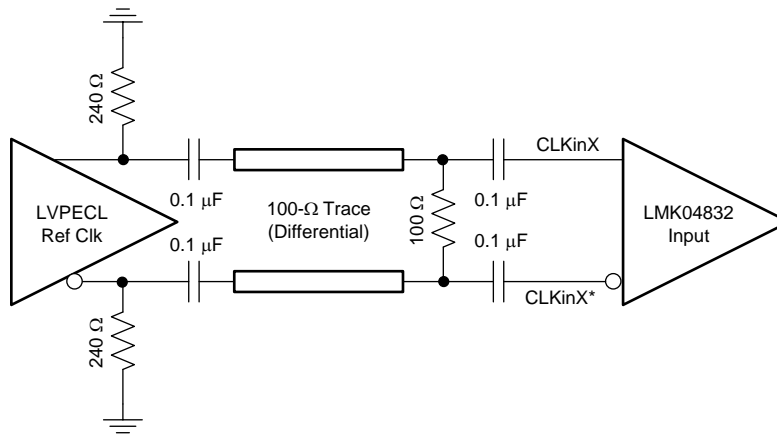 240 Ω
CLKinX
0.1 µF
0.1 µF
LVPECL
Ref Clk
100-Ω Trace
(Differential)
100 Ω
LMK04832
Input
0.1 µF
0.1 µF
CLKinX*
240 Ω